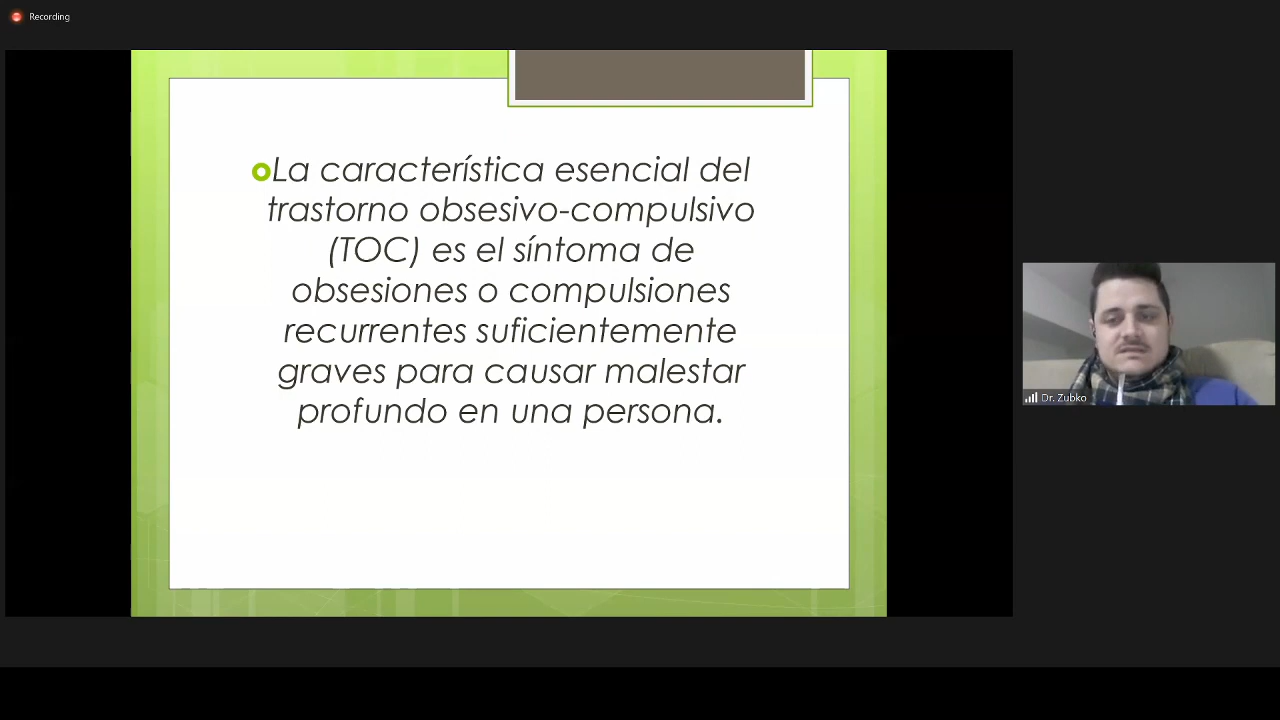 Recording
La característica esencial del
trastorno obsesivo-compulsivo
(TOC) es el síntoma de
obsesiones o compulsiones
recurrentes suficientemente
graves para causar malestar
profundo en una persona.
Dr. Zubko